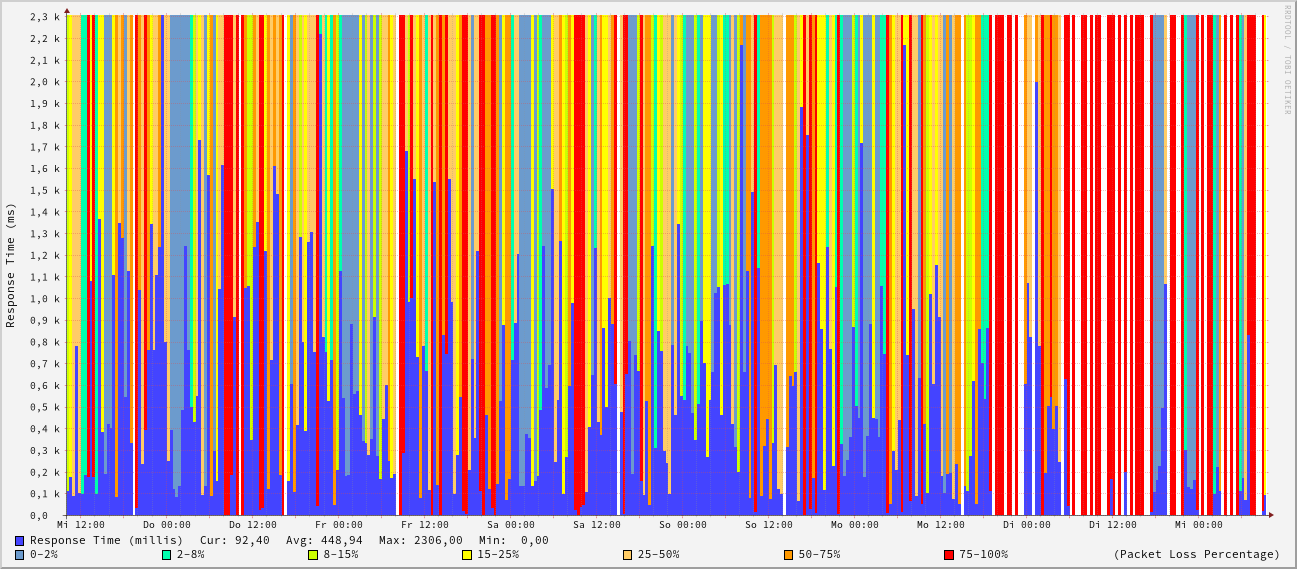 RRDTOOL / TOBI OETIKER
Response Time (ms)
2,3 k
2,2 k
2,1 k
2,0 k
1,9 k
1,8 k
1,7 k
1,6 k
1,5 k
1,4 k
1,3 k
1,2 k
1,1 k
1,0 k
0,9 k
0,8 k
0,7 k
0,6 k
0,5 k
0,4 k
0,3 k
0,2 k
0,1 k
0,0
Mi 12:00 Do 00:00 Do 12:00 Fr 00:00 Fr 12:00 Sa 00:00 Sa 12:00 So 00:00 So 12:00 Mo 00:00 Mo 12:00 Di 00:00 Di 12:00 Mi 00:00
Response Time (millis) Cur: 92,40 Avg: 448,94 Max: 2306,00 Min: 0,00
0-2% 2-8% 8-15% 15-25% 25-50% 50-75% 75-100% (Packet Loss Percentage)